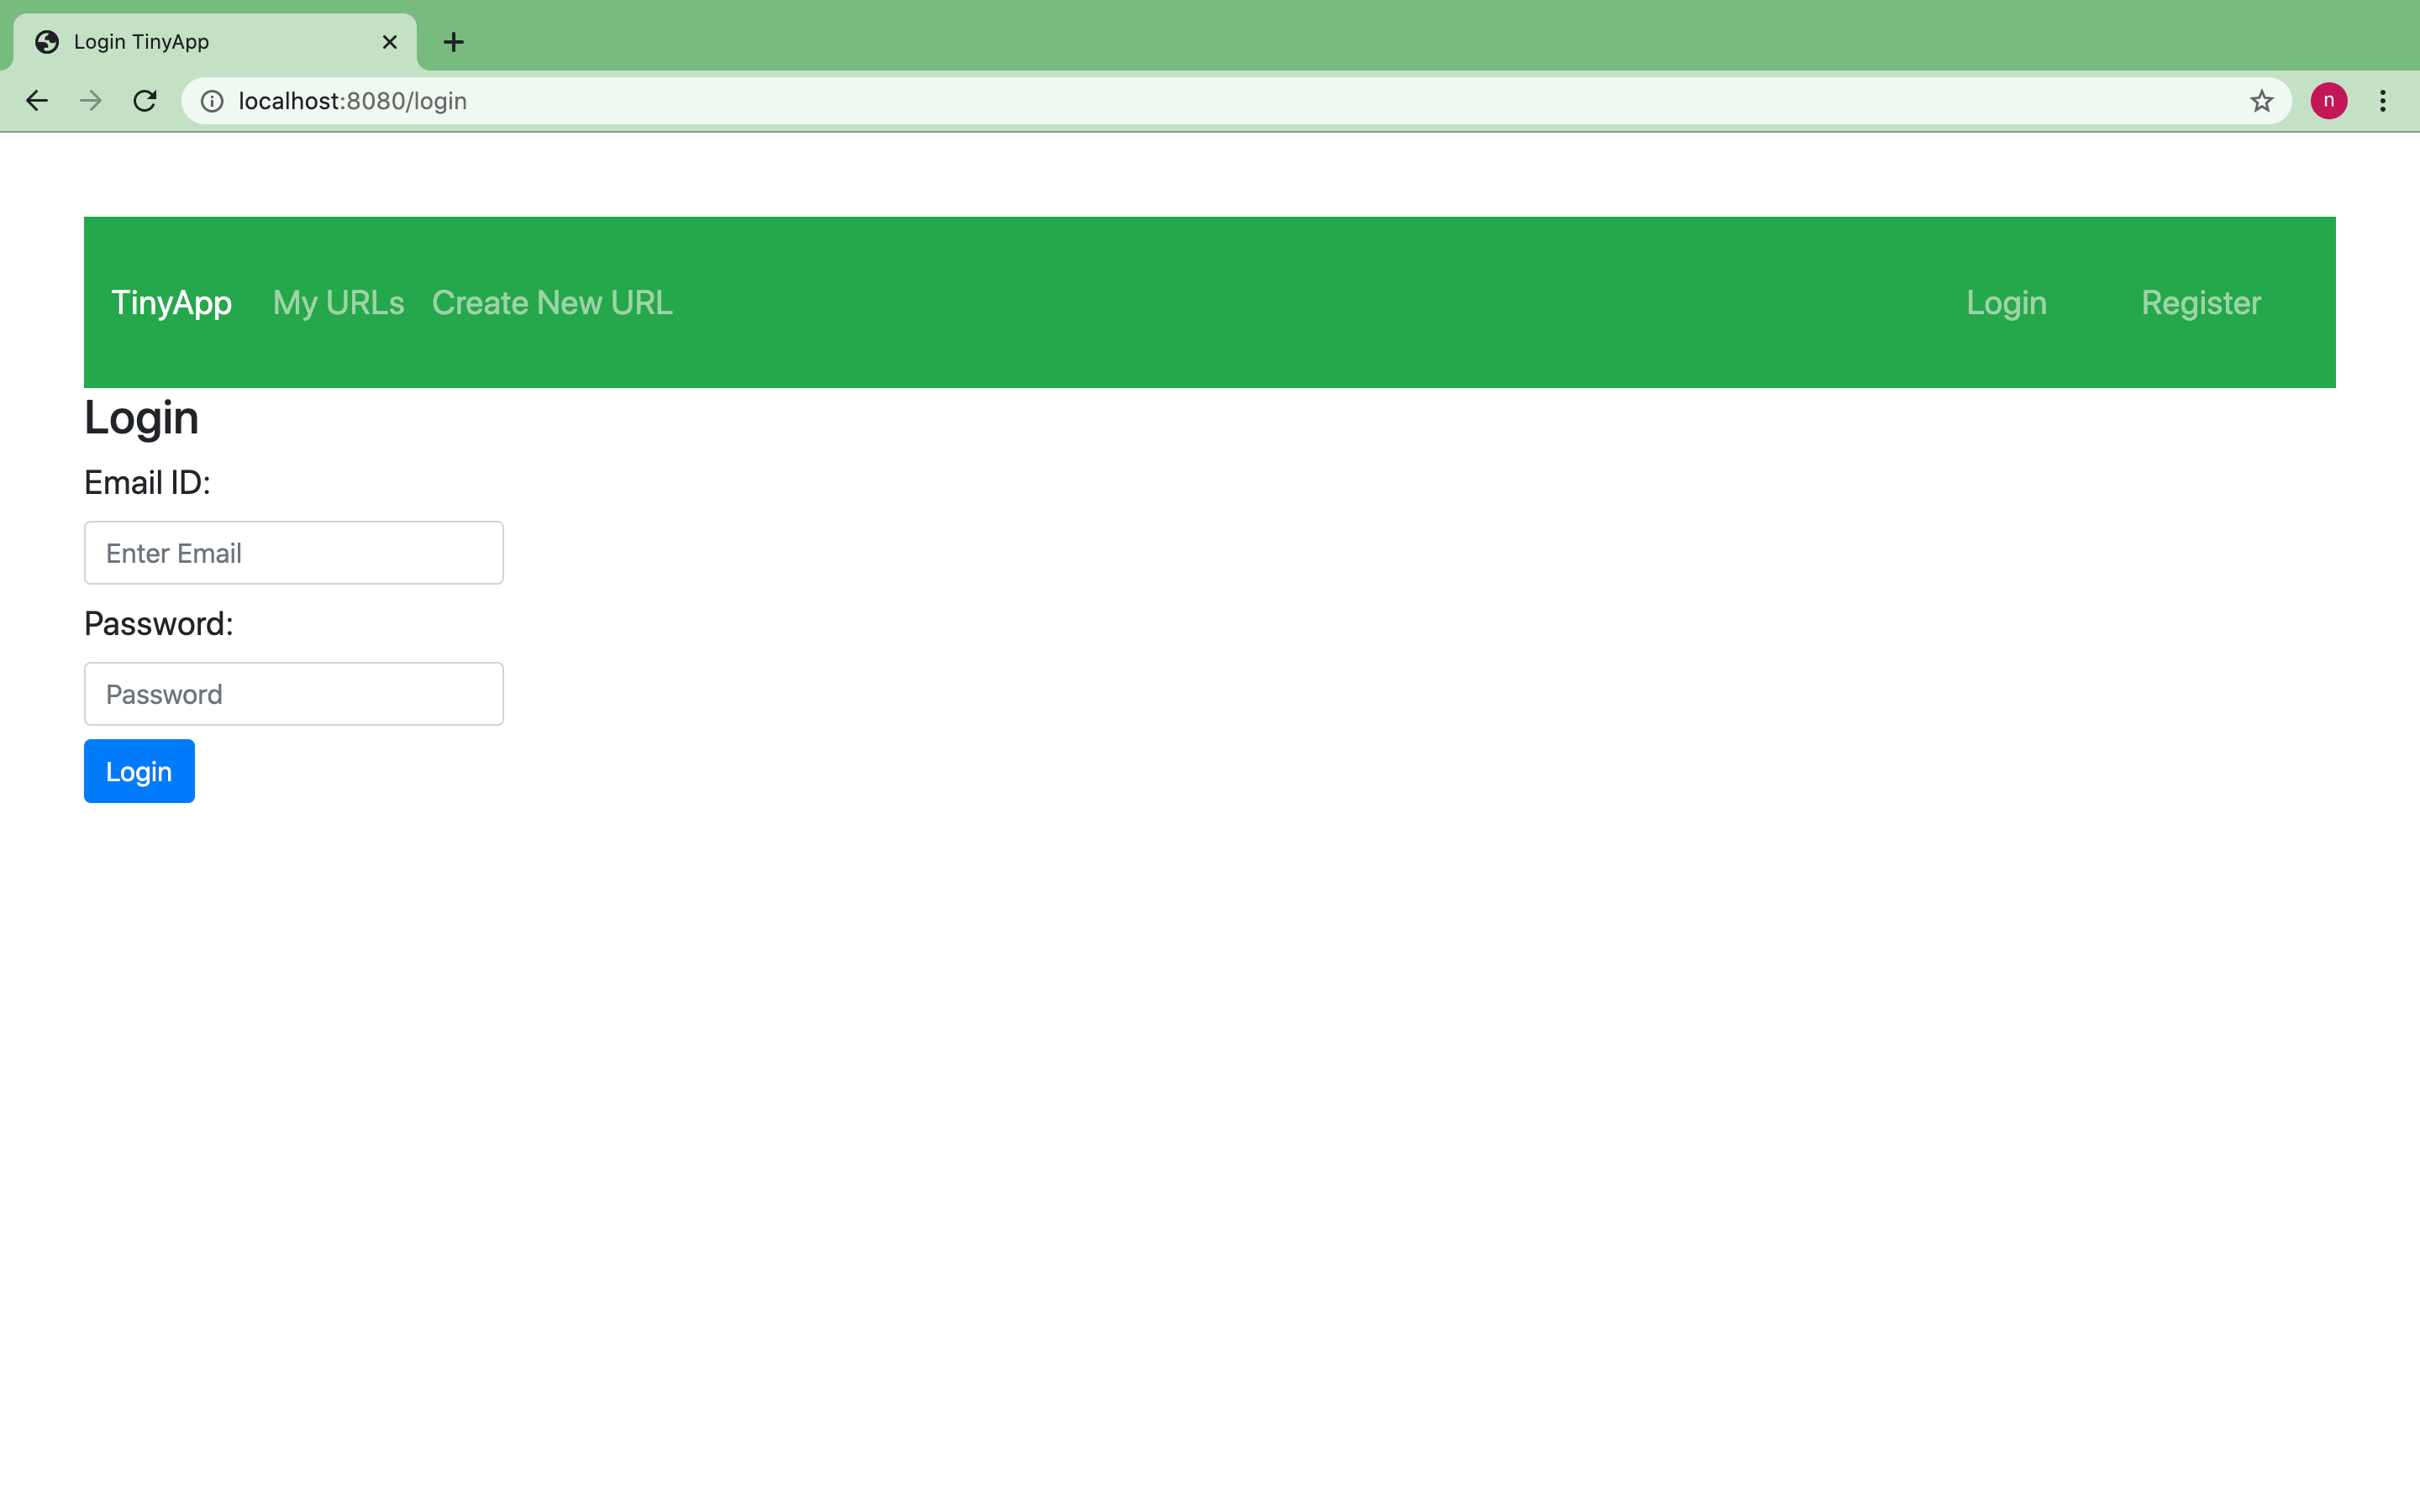 Login TinyApp
localhost:8080/login
n
TinyApp My URLs Create New URL Login Register
Login
Email ID:
Enter Email
Password:
Password
Login